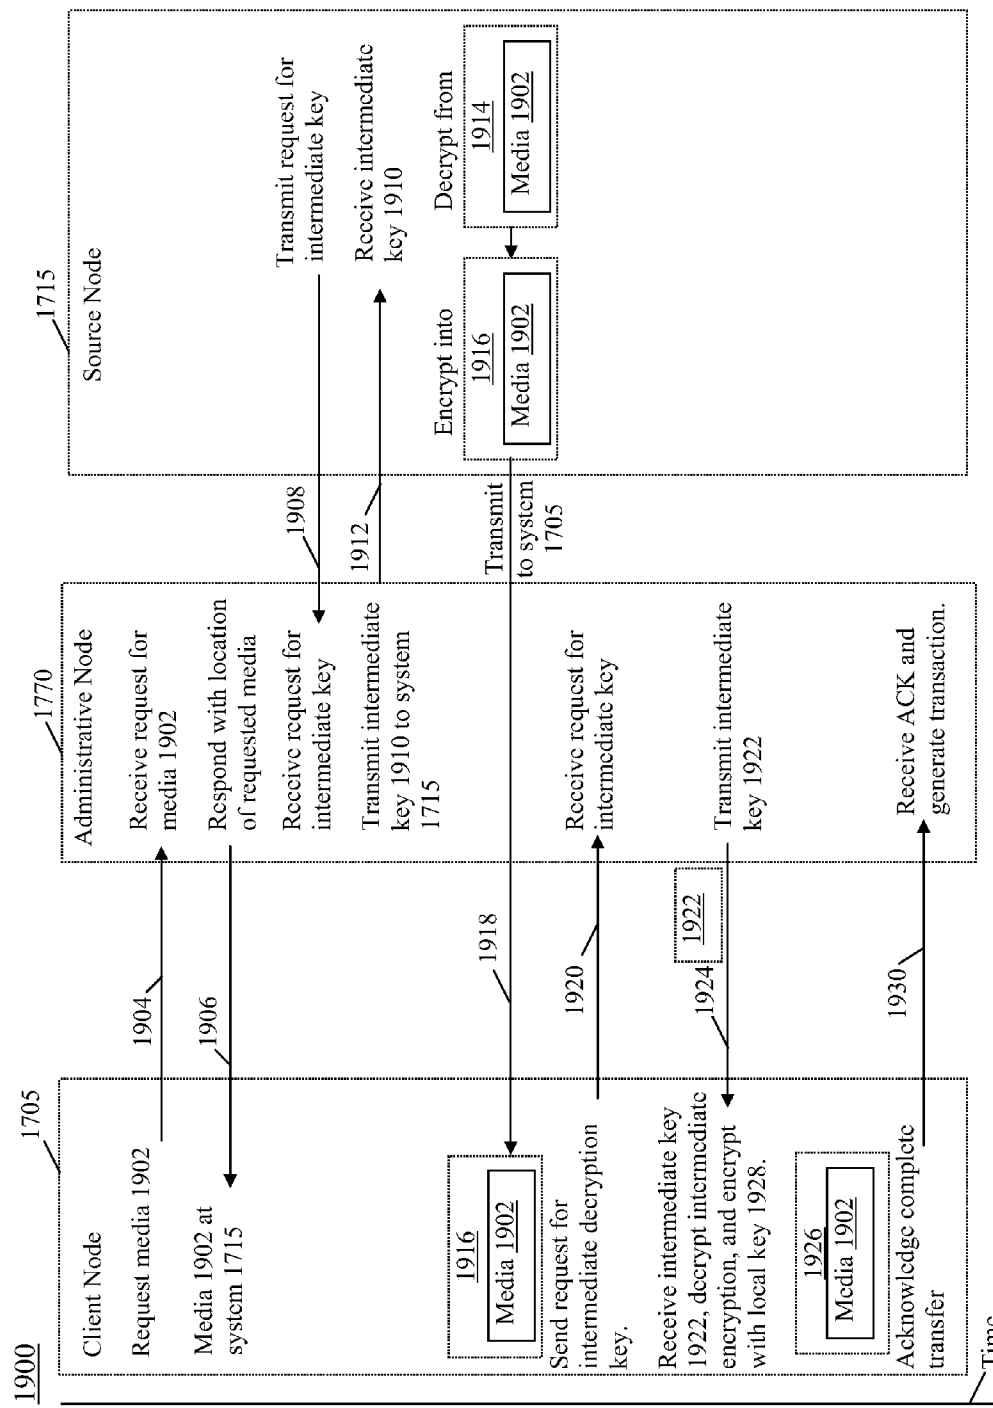 1900
1705
Client Node
Request media 1902
Media 1902 at
system 1715
1916
Media 1902
Send request for
intermediate decryption
key.
Receive intermediate key
1922, decrypt intermediate
encryption, and encrypt
with local key 1928.
1926
Media 1902
Acknowledge complete
transfer
Time
1904
1906
1918
1920
1922
1924
1930
1770
Administrative Node
Receive request for
media 1902
Respond with location
of requested media
Receive request for
intermediate key
Transmit intermediate
key 1910 to system
1715
Receive request for
intermediate key
Transmit intermediate
key 1922
Receive ACK and
generate transaction.
1908
1912
Transmit
to system
1705
1715
Source Node
Transmit request for
intermediate key
Receive intermediate
key 1910
Encrypt into
1916
Media 1902
Decrypt from
1914
Media 1902